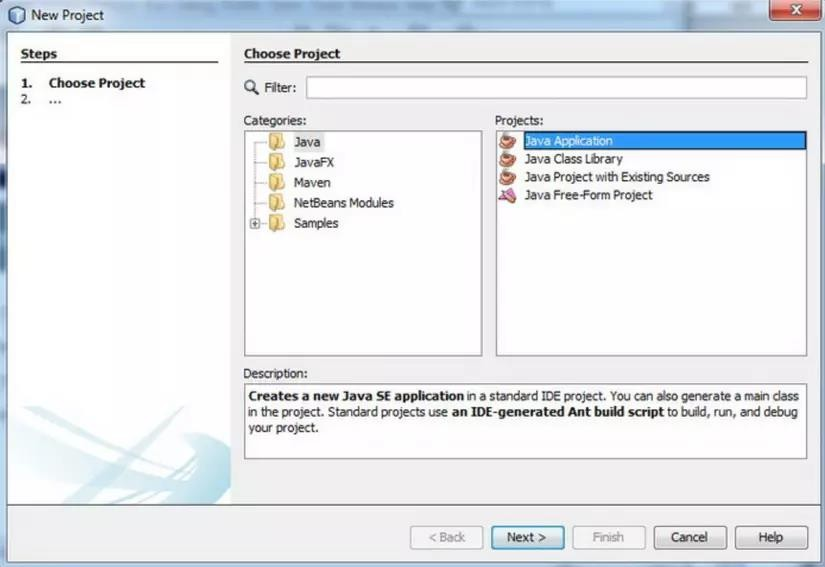 New Project
Steps
1. Choose Project
2. ...
Choose Project
Filter:
Categories:
Java
JavaFX
Maven
NetBeans Modules
Samples
Projects:
Java Application
Java Class Library
Java Project with Existing Sources
Java Free-Form Project
Description:
Creates a new Java SE application in a standard IDE project. You can also generate a main class
in the project. Standard projects use an IDE-generated Ant build script to build, run, and debug
your project.
< Back
Next >
Finish
Cancel
Help